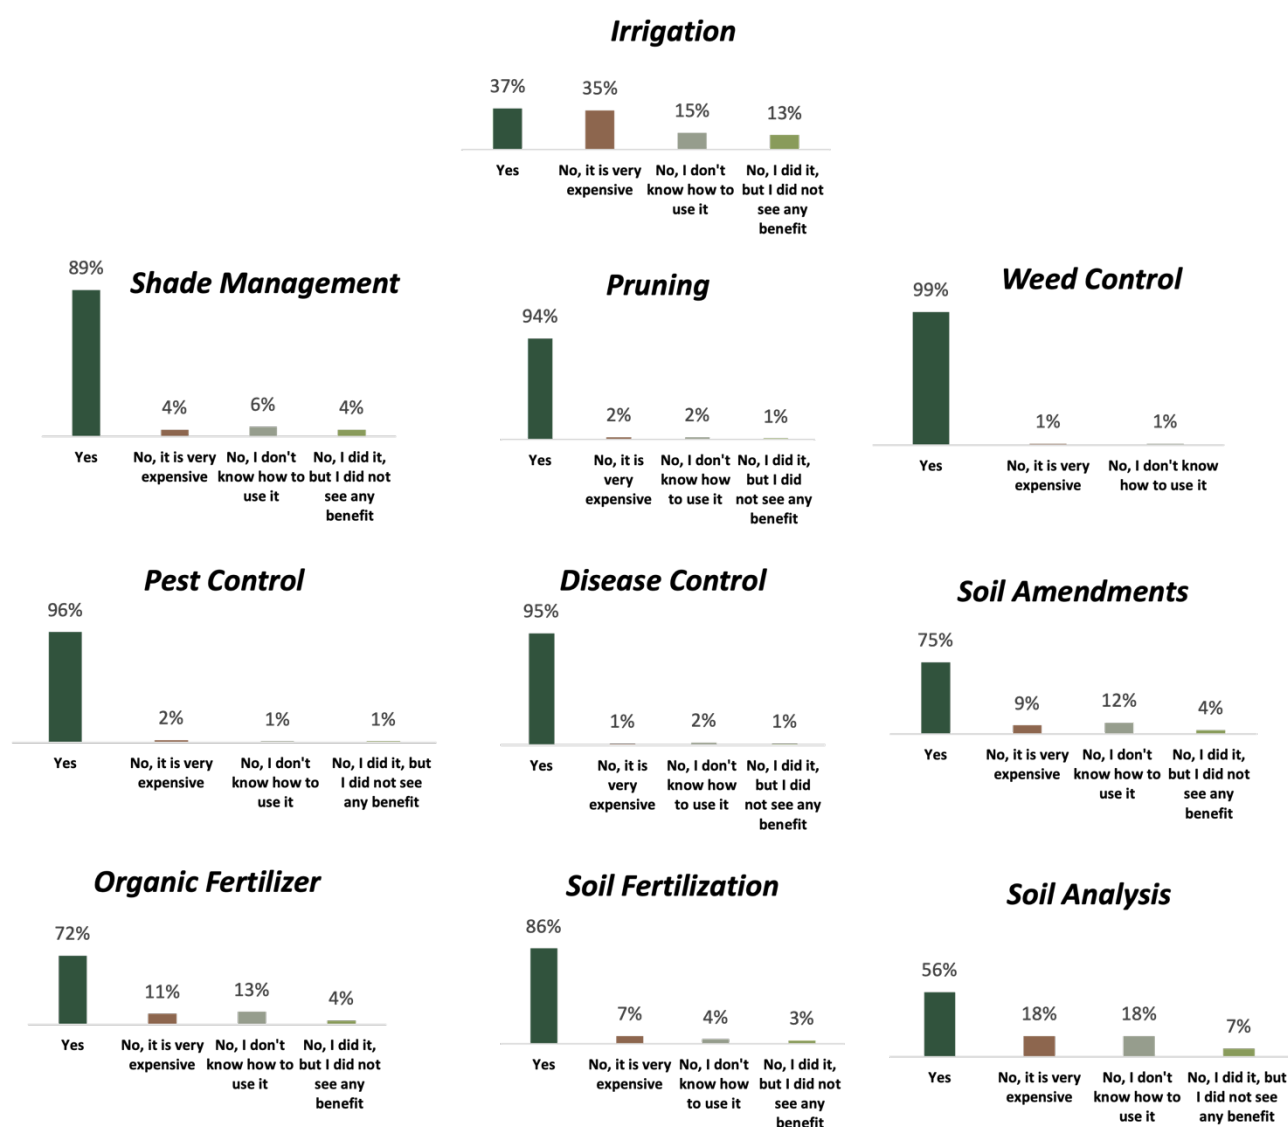 Irrigation
37%
35%
15%
13%
Yes
No, it is very
expensive
No, I don't
know how to
use it
No, I did it,
but I did not
see any
benefit
Shade Management
89%
4%
6%
4%
Yes
No, it is very
expensive
No, I don't
know how to
use it
No, I did it,
but I did not
see any
benefit
Pruning
94%
2%
2%
1%
Yes
No, it is
very
expensive
No, I don't
know how
to use it
No, I did it,
but I did
not see any
benefit
Weed Control
99%
1%
1%
Yes
No, it is very
expensive
No, I don't know
how to use it
Pest Control
96%
2%
1%
1%
Yes
No, it is very
expensive
No, I don't
know how to
use it
No, I did it, but
I did not see
any benefit
Disease Control
95%
1%
2%
1%
Yes
No, it is
very
expensive
No, I don't
know how
to use it
No, I did it,
but I did
not see any
benefit
Soil Amendments
75%
9%
12%
4%
Yes
No, it is very
expensive
No, I don't
know how to
use it
No, I did it,
but I did not
see any
benefit
Organic Fertilizer
72%
11%
13%
4%
Yes
No, it is very
expensive
No, I don't
know how to
use it
No, I did it,
but I did not
see any
benefit
Soil Fertilization
86%
7%
4%
3%
Yes
No, it is very
expensive
No, I don't
know how
to use it
No, I did it,
but I did not
see any
benefit
Soil Analysis
56%
18%
18%
7%
Yes
No, it is very
expensive
No, I don't
know how to
use it
No, I did it, but
I did not see
any benefit